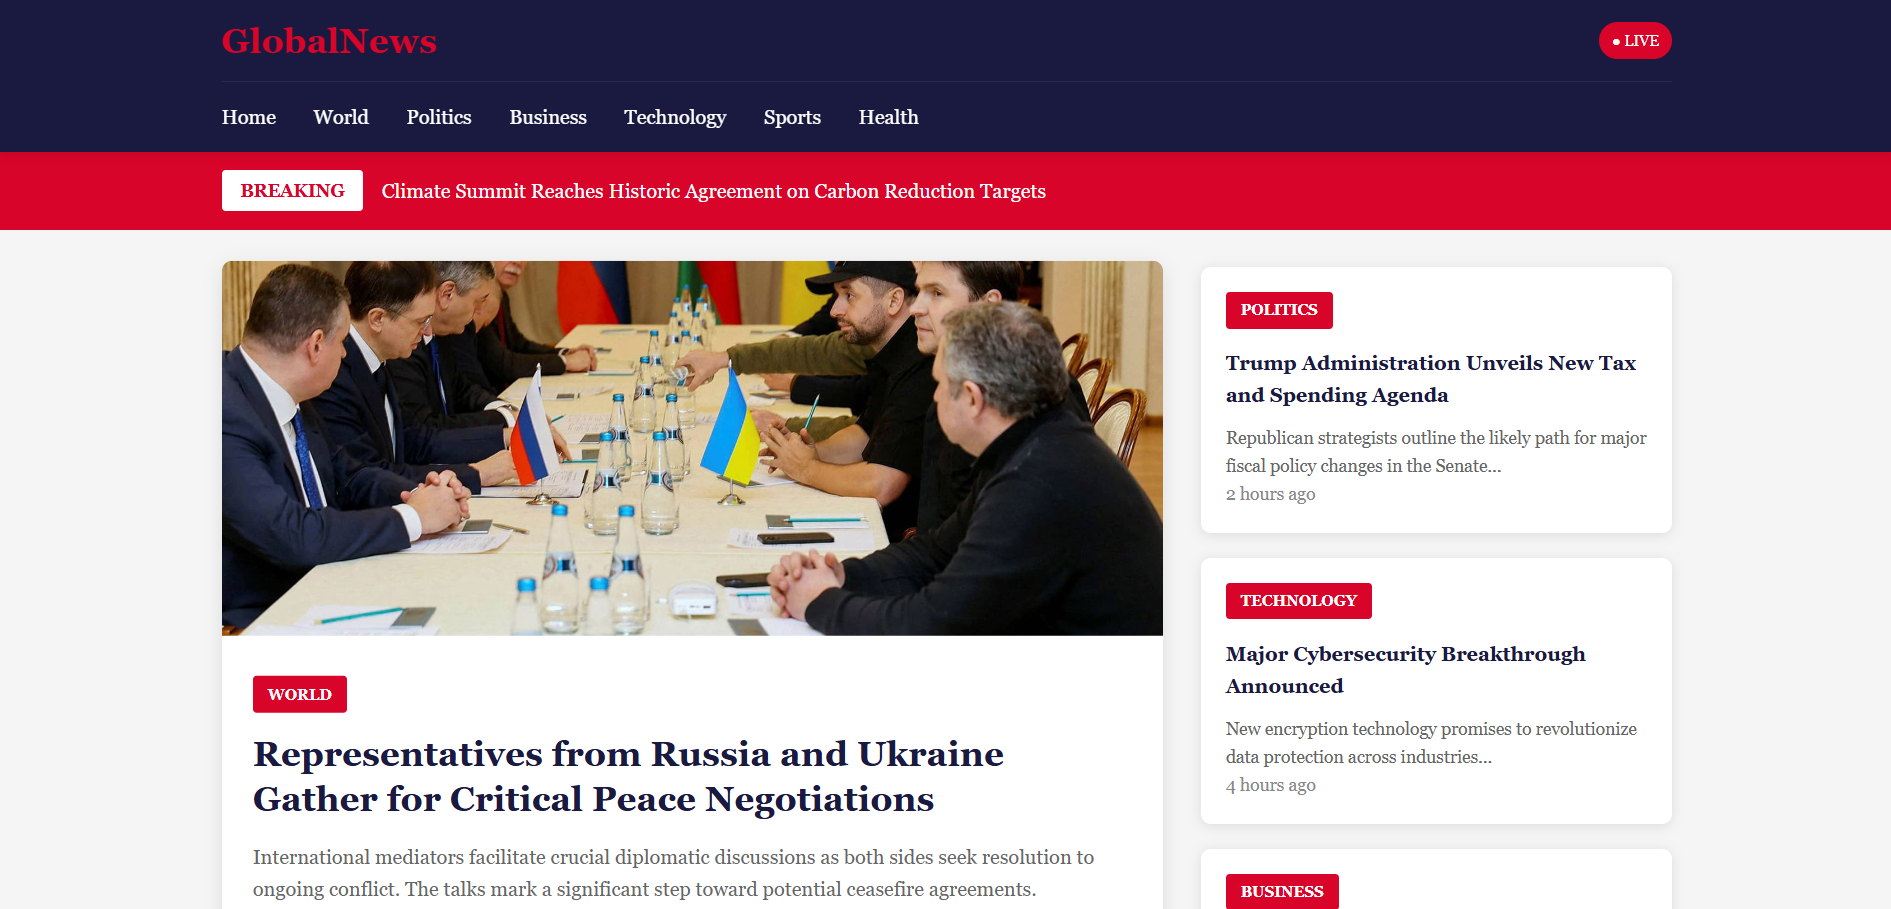 GlobalNews
● LIVE
Home World Politics Business Technology Sports Health
BREAKING Climate Summit Reaches Historic Agreement on Carbon Reduction Targets
WORLD
Representatives from Russia and Ukraine
Gather for Critical Peace Negotiations
International mediators facilitate crucial diplomatic discussions as both sides seek resolution to
ongoing conflict. The talks mark a significant step toward potential ceasefire agreements.
POLITICS
Trump Administration Unveils New Tax
and Spending Agenda
Republican strategists outline the likely path for major
fiscal policy changes in the Senate...
2 hours ago
TECHNOLOGY
Major Cybersecurity Breakthrough
Announced
New encryption technology promises to revolutionize
data protection across industries...
4 hours ago
BUSINESS